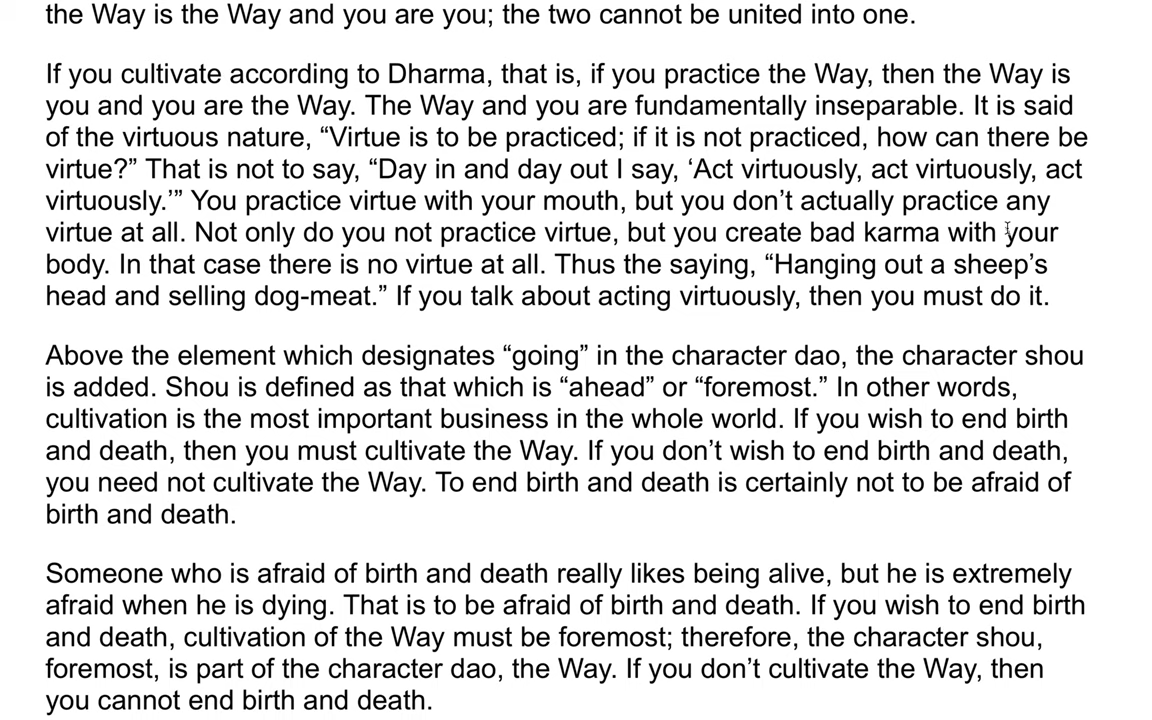 the Way is the Way and you are you; the two cannot be united into one.
If you cultivate according to Dharma, that is, if you practice the Way, then the Way is
you and you are the Way. The Way and you are fundamentally inseparable. It is said
of the virtuous nature, “Virtue is to be practiced; if it is not practiced, how can there be
virtue?” That is not to say, “Day in and day out I say, ‘Act virtuously, act virtuously, act
virtuously.’” You practice virtue with your mouth, but you don’t actually practice any
virtue at all. Not only do you not practice virtue, but you create bad karma with your
body. In that case there is no virtue at all. Thus the saying, “Hanging out a sheep’s
head and selling dog-meat.” If you talk about acting virtuously, then you must do it.
Above the element which designates “going” in the character dao, the character shou
is added. Shou is defined as that which is “ahead” or “foremost.” In other words,
cultivation is the most important business in the whole world. If you wish to end birth
and death, then you must cultivate the Way. If you don’t wish to end birth and death,
you need not cultivate the Way. To end birth and death is certainly not to be afraid of
birth and death.
Someone who is afraid of birth and death really likes being alive, but he is extremely
afraid when he is dying. That is to be afraid of birth and death. If you wish to end birth
and death, cultivation of the Way must be foremost; therefore, the character shou,
foremost, is part of the character dao, the Way. If you don’t cultivate the Way, then
you cannot end birth and death.